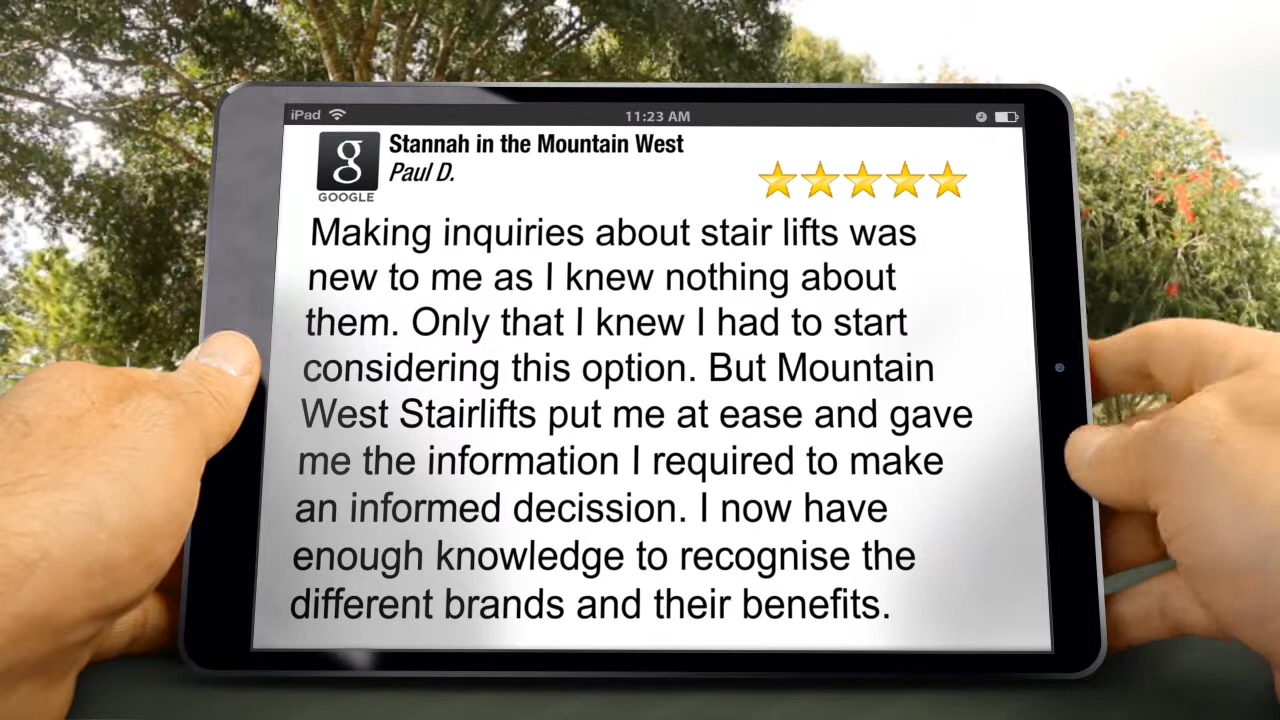 iPad
11:23 AM
g
GOOGLE
Stannah in the Mountain West
Paul D.
Making inquiries about stair lifts was
new to me as I knew nothing about
them. Only that I knew I had to start
considering this option. But Mountain
West Stairlifts put me at ease and gave
me the information I required to make
an informed decission. I now have
enough knowledge to recognise the
different brands and their benefits.